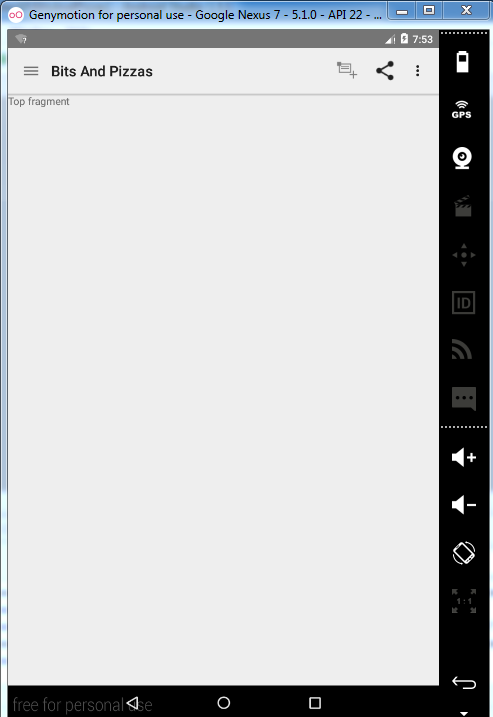 Genymotion for personal use - Google Nexus 7 - 5.1.0 - API 22 - ...
7:53
Bits And Pizzas
GPS
Top fragment
ID
1:1
free for personal use